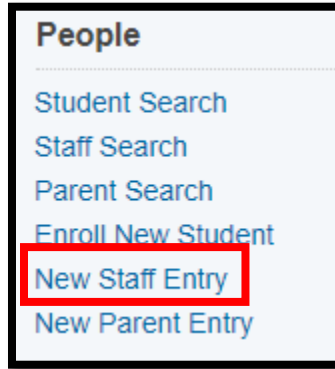 People
Student Search
Staff Search
Parent Search
Enroll New Student
New Staff Entry
New Parent Entry